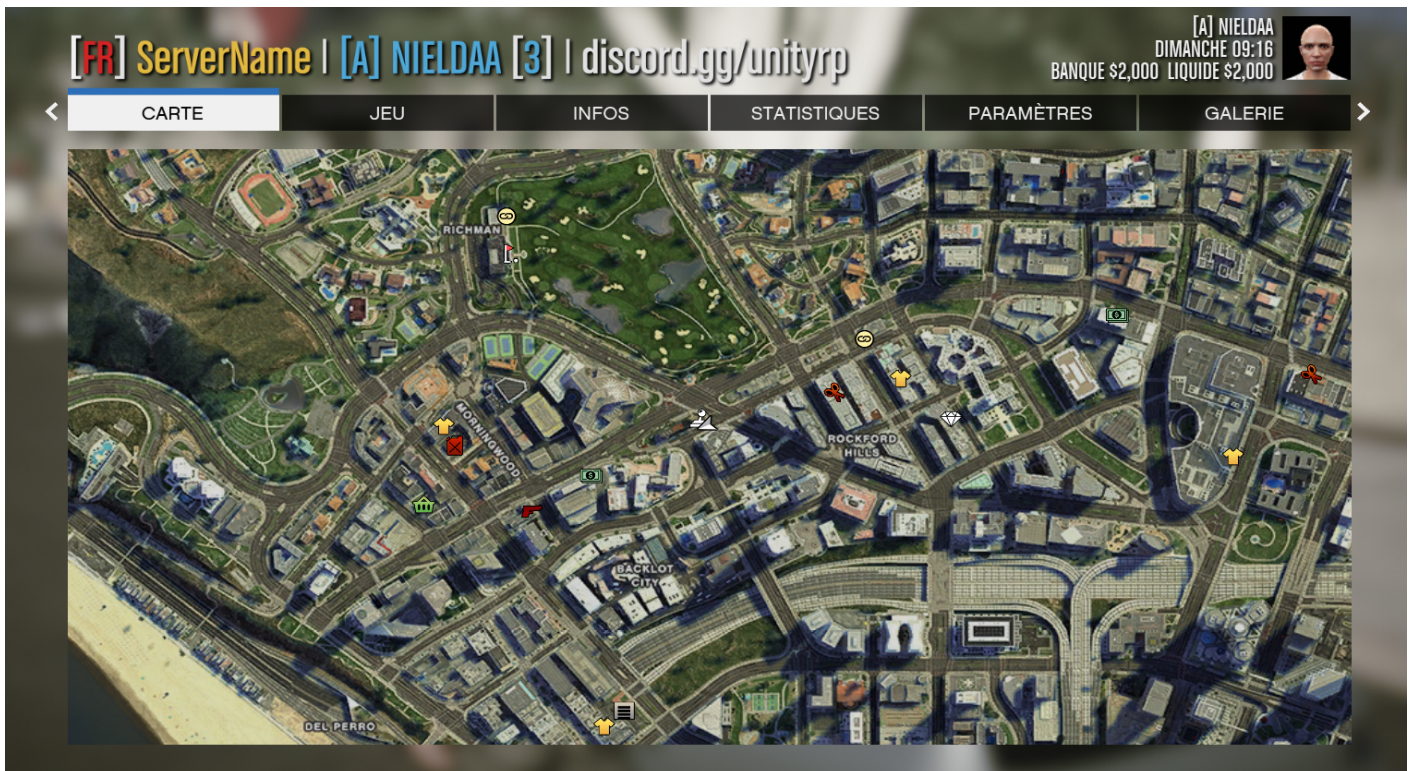 [FR] ServerName | [A] NIELDAA [3] | discord.gg/unityrp
[A] NIELDAA
DIMANCHE 09:16
BANQUE $2,000 LIQUIDE $2,000
CARTE
JEU
INFOS
STATISTIQUES
PARAMÈTRES
GALERIE
RICHMAN
MORNINGWOOD
ROCKFORD
HILLS
BACKLOT
CITY
DEL PERRO